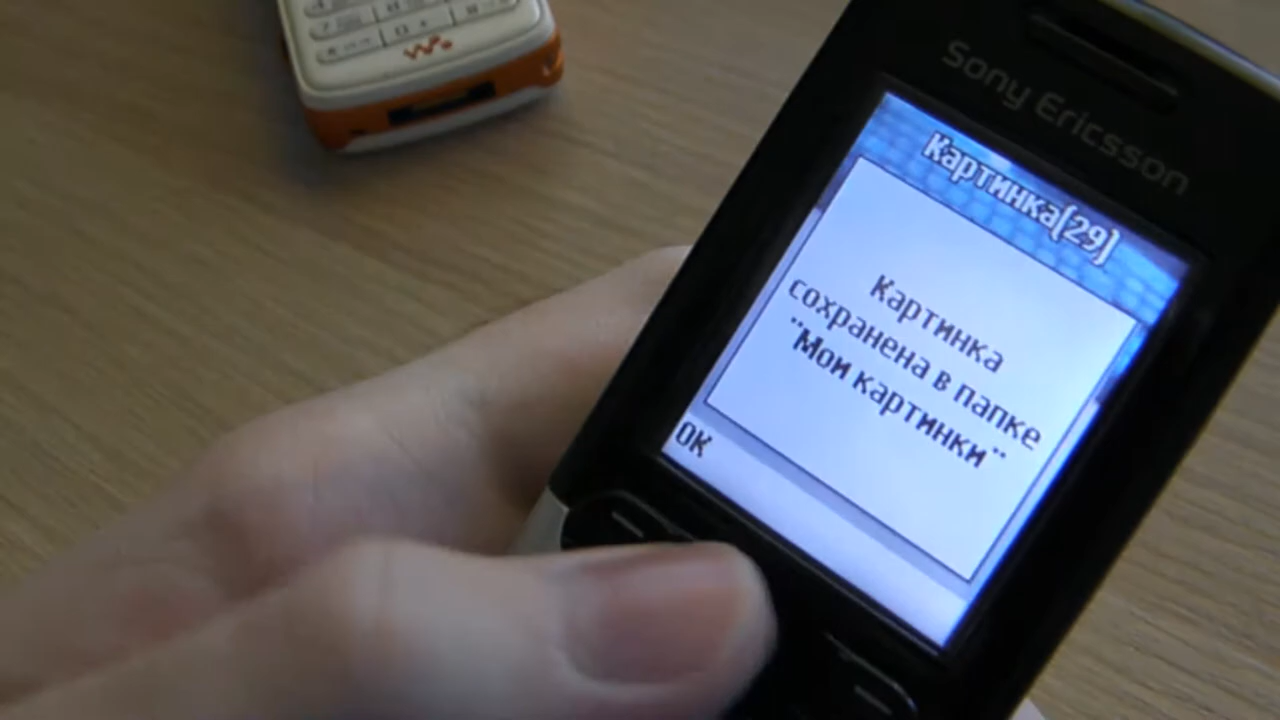 Sony Ericsson
Картинка[29]
Картинка
сохранена в папке
"Мои картинки"
OK